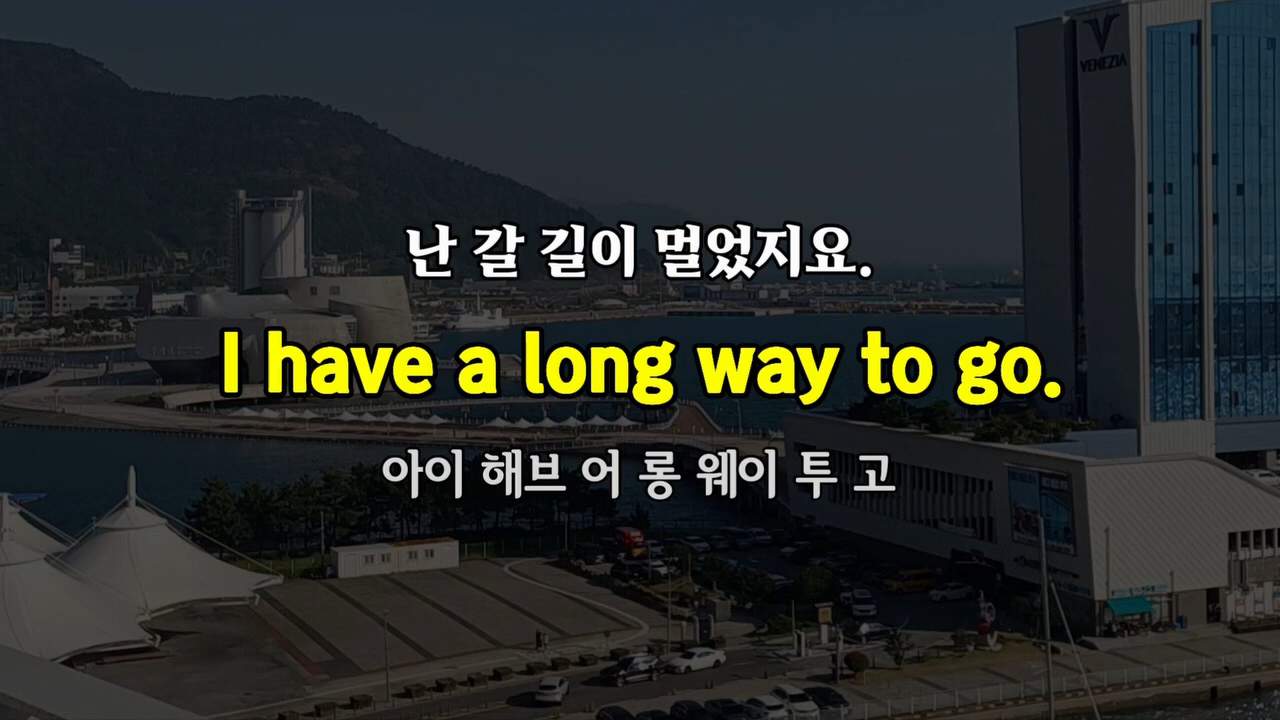 VENEZIA
난 갈 길이 멀었지요.
I have a long way to go.
아이 해브 어 롱 웨이 투 고